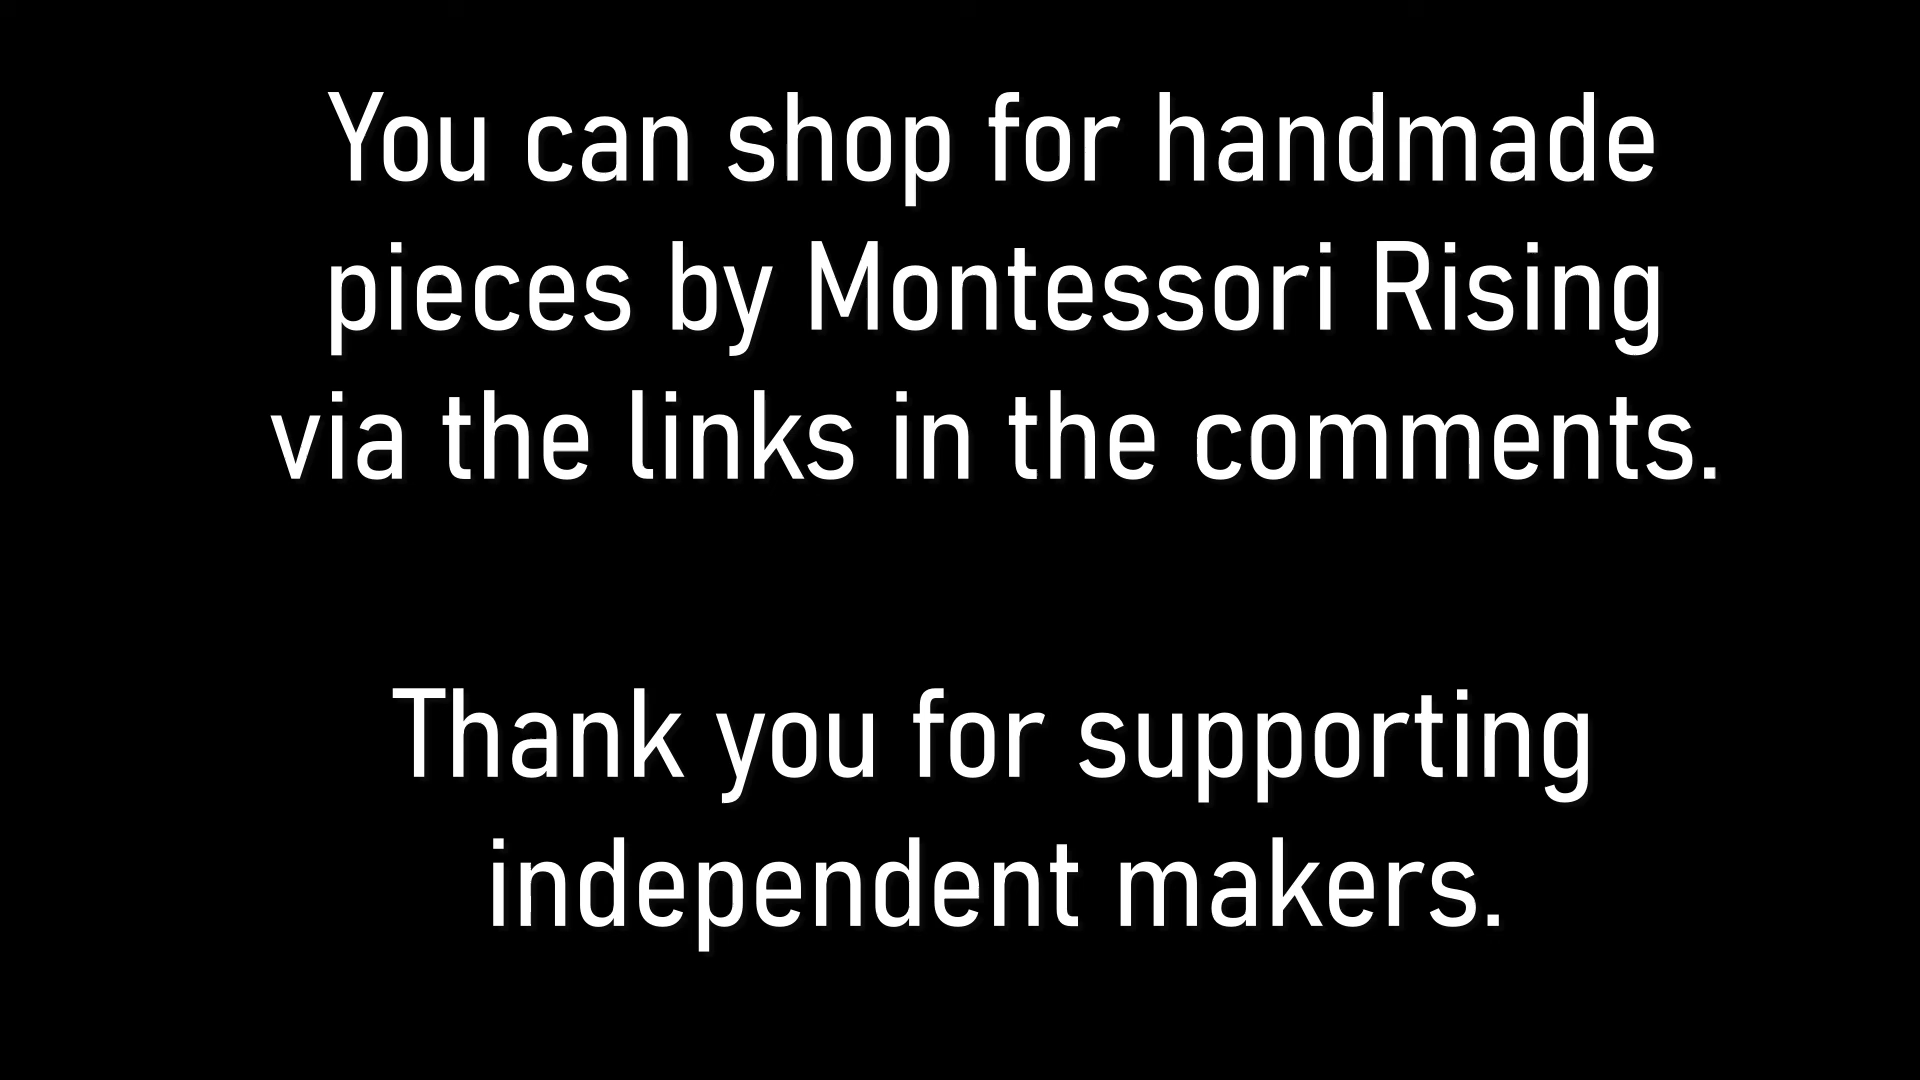 You can shop for handmade
pieces by Montessori Rising
via the links in the comments.
Thank you for supporting
independent makers.